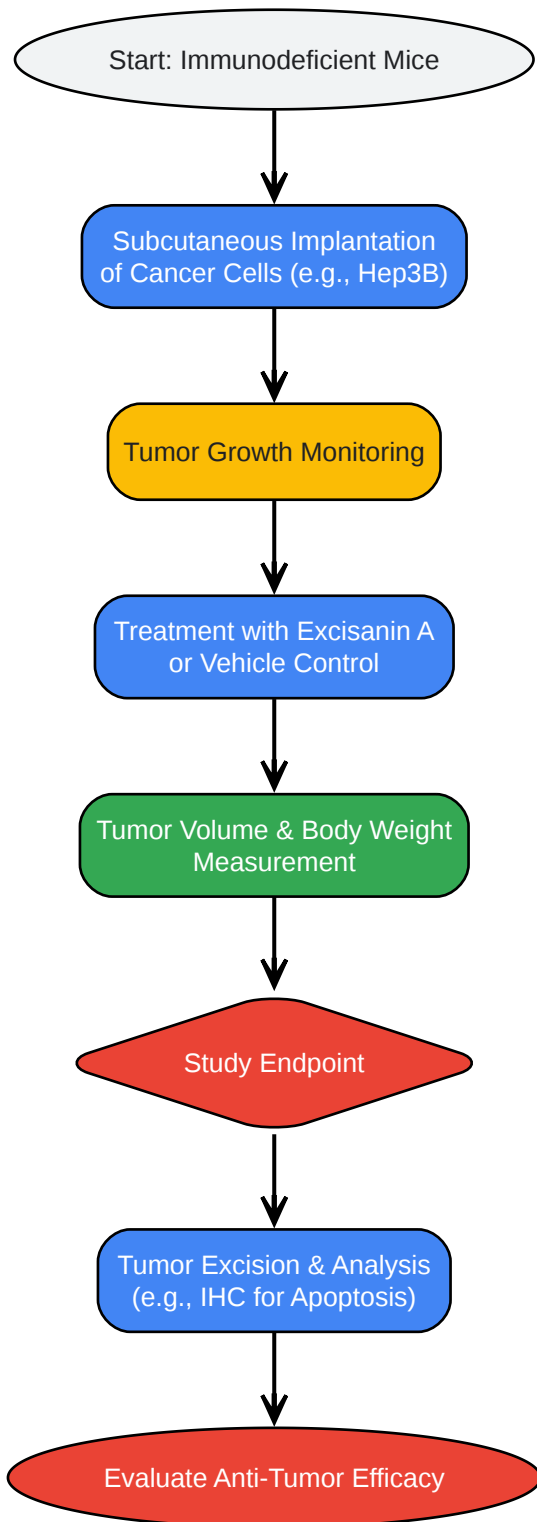 Start: Immunodeficient Mice
Subcutaneous Implantation
of Cancer Cells (e.g., Hep3B)
Tumor Growth Monitoring
Treatment with Excisanin A
or Vehicle Control
Tumor Volume & Body Weight
Measurement
Study Endpoint
Tumor Excision & Analysis
(e.g., IHC for Apoptosis)
Evaluate Anti-Tumor Efficacy